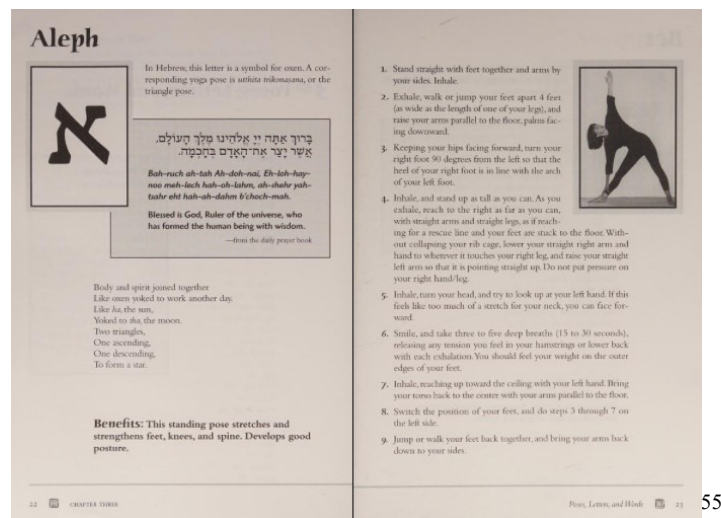 Aleph
א
In Hebrew, this letter is a symbol for oxen. A cor-
responding yoga pose is utthita trikonasana, or the
triangle pose.
בָּרוּךְ אַתָּה יְיָ אֱלֹהֵינוּ מֶלֶךְ הָעוֹלָם,
אֲשֶׁר יָצַר אֶת־הָאָדָם בְּחָכְמָה.
Bah-ruch ah-tah Ah-doh-nai, Eh-loh-hay-
noo meh-lech hah-oh-lahm, ah-shehr yah-
tzahr eht hah-ah-dahm b'choch-mah.
Blessed is God, Ruler of the universe, who
has formed the human being with wisdom.
—from the daily prayer book
Body and spirit joined together
Like oxen yoked to work another day.
Like ha, the sun,
Yoked to tha, the moon.
Two triangles,
One ascending,
One descending,
To form a star.
Benefits: This standing pose stretches and
strengthens feet, knees, and spine. Develops good
posture.
22 CHAPTER THREE
1. Stand straight with feet together and arms by
your sides. Inhale.
2. Exhale, walk or jump your feet apart 4 feet
(as wide as the length of one of your legs), and
raise your arms parallel to the floor, palms fac-
ing downward.
3. Keeping your hips facing forward, turn your
right foot 90 degrees from the left so that the
heel of your right foot is in line with the arch
of your left foot.
4. Inhale, and stand up as tall as you can. As you
exhale, reach to the right as far as you can,
with straight arms and straight legs, as if reach-
ing for a rescue line and your feet are stuck to the floor. With-
out collapsing your rib cage, lower your straight right arm and
hand to wherever it touches your right leg, and raise your straight
left arm so that it is pointing straight up. Do not put pressure on
your right hand/leg.
5. Inhale, turn your head, and try to look up at your left hand. If this
feels like too much of a stretch for your neck, you can face for-
ward.
6. Smile, and take three to five deep breaths (15 to 30 seconds),
releasing any tension you feel in your hamstrings or lower back
with each exhalation. You should feel your weight on the outer
edges of your feet.
7. Inhale, reaching up toward the ceiling with your left hand. Bring
your torso back to the center with your arms parallel to the floor.
8. Switch the position of your feet, and do steps 3 through 7 on
the left side.
9. Jump or walk your feet back together, and bring your arms back
down to your sides.
Poses, Letters, and Words 23
55